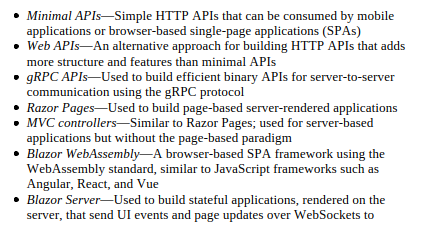 • Minimal APIs—Simple HTTP APIs that can be consumed by mobile
applications or browser-based single-page applications (SPAs)
• Web APIs—An alternative approach for building HTTP APIs that adds
more structure and features than minimal APIs
• gRPC APIs—Used to build efficient binary APIs for server-to-server
communication using the gRPC protocol
• Razor Pages—Used to build page-based server-rendered applications
• MVC controllers—Similar to Razor Pages; used for server-based
applications but without the page-based paradigm
• Blazor WebAssembly—A browser-based SPA framework using the
WebAssembly standard, similar to JavaScript frameworks such as
Angular, React, and Vue
• Blazor Server—Used to build stateful applications, rendered on the
server, that send UI events and page updates over WebSockets to